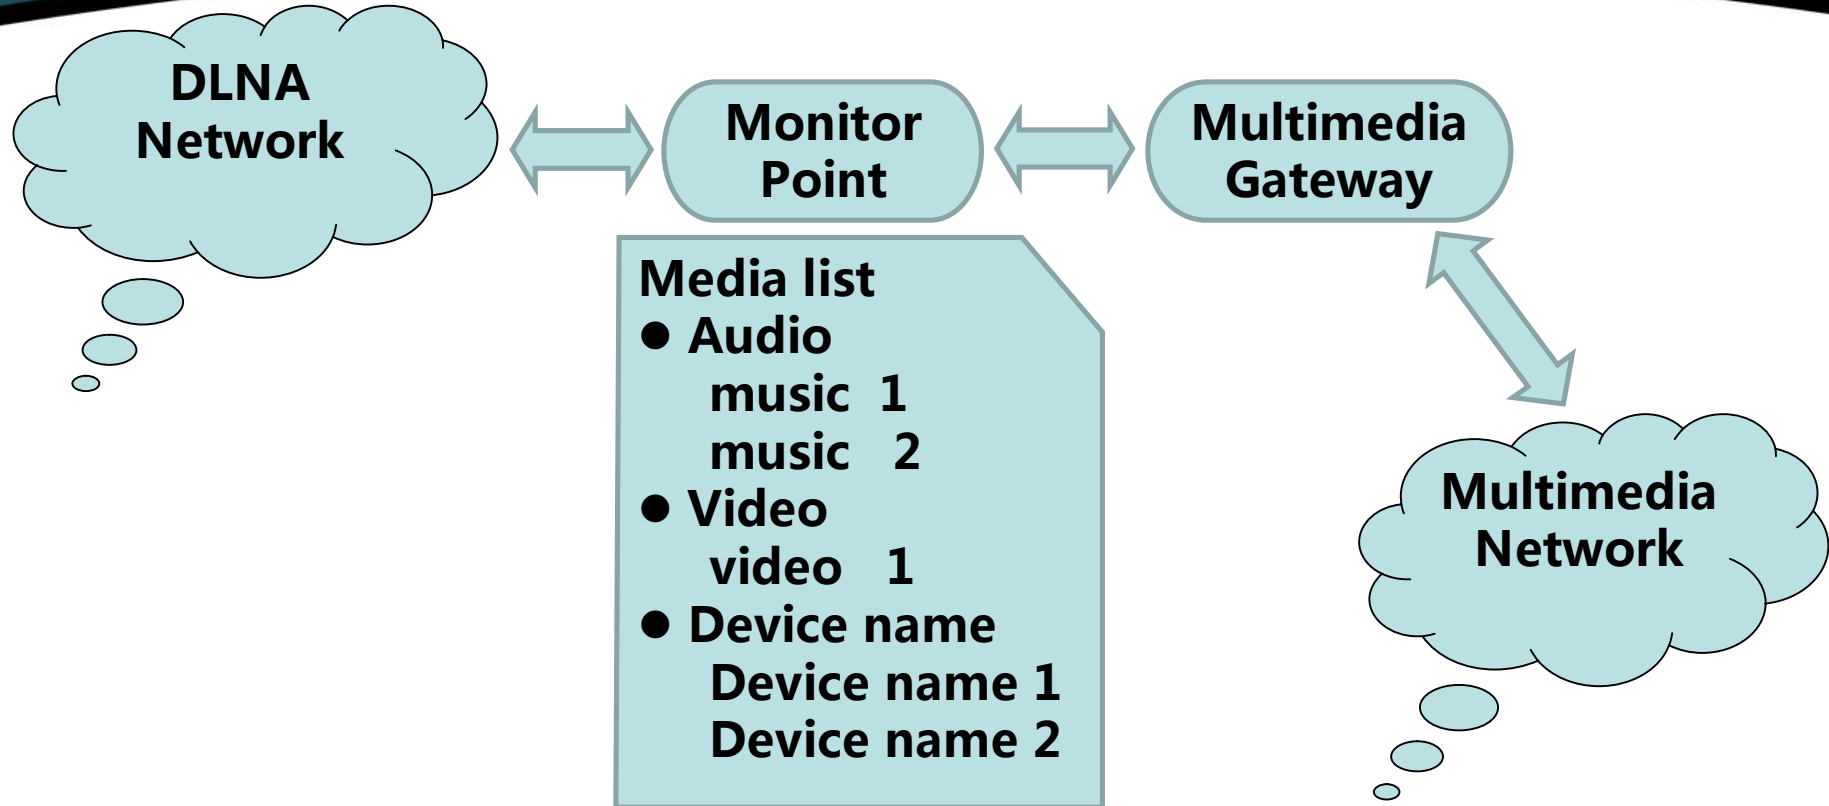 DLNA
Network
Monitor
Point
Multimedia
Gateway
Media list
● Audio
music 1
music 2
● Video
video 1
● Device name
Device name 1
Device name 2
Multimedia
Network